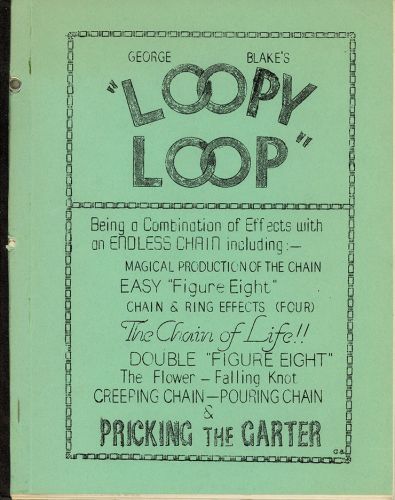 GEORGE BLAKE'S
"LOOPY
LOOP"
Being a Combination of Effects with
an ENDLESS CHAIN including:—
MAGICAL PRODUCTION OF THE CHAIN
EASY "Figure Eight"
CHAIN & RING EFFECTS (FOUR)
The Chain of Life!!
DOUBLE "FIGURE EIGHT"
The Flower — Falling Knot
CREEPING CHAIN—POURING CHAIN
&
PRICKING THE GARTER